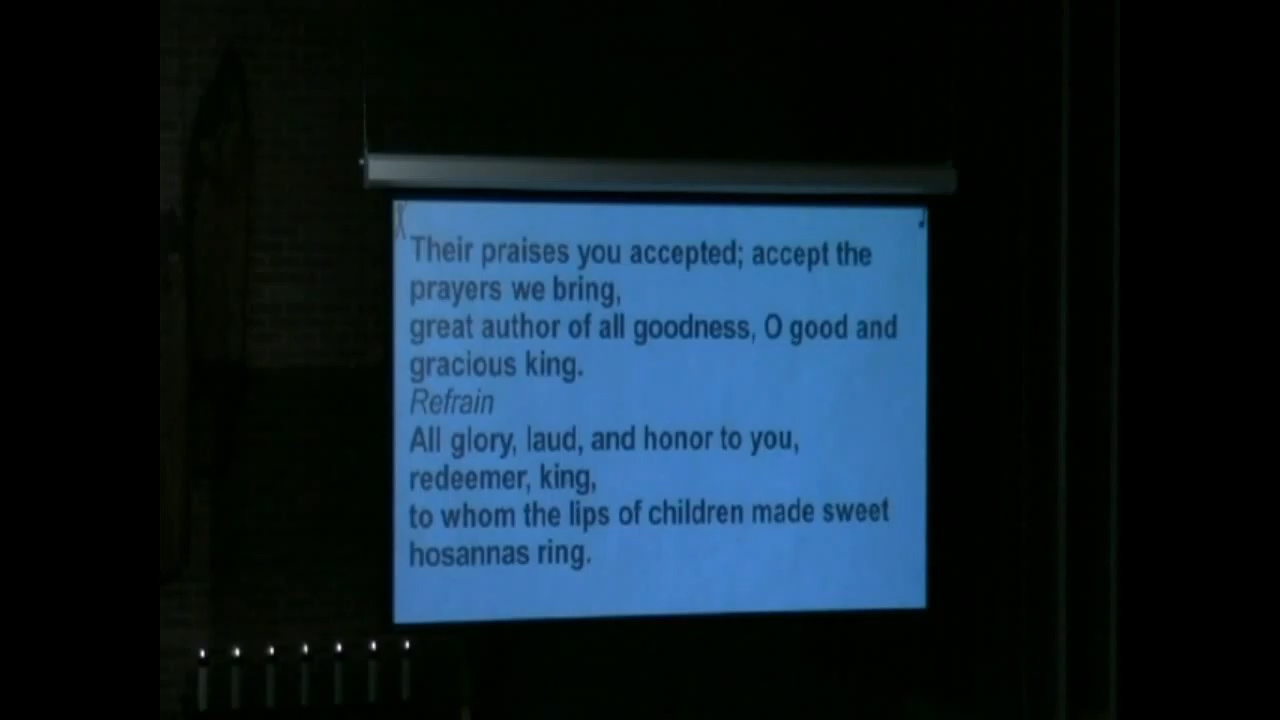 Their praises you accepted; accept the
prayers we bring,
great author of all goodness, O good and
gracious king.
Refrain
All glory, laud, and honor to you,
redeemer, king,
to whom the lips of children made sweet
hosannas ring.